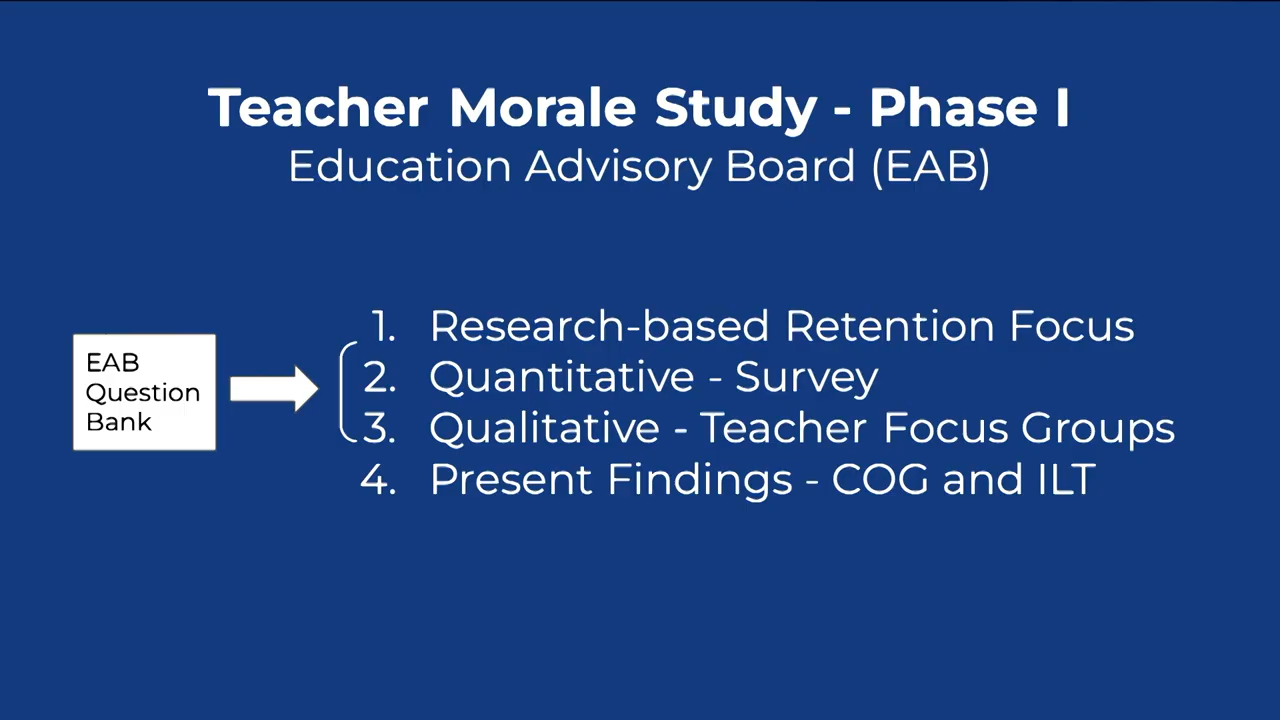 Teacher Morale Study - Phase I
Education Advisory Board (EAB)
EAB
Question
Bank
1. Research-based Retention Focus
2. Quantitative - Survey
3. Qualitative - Teacher Focus Groups
4. Present Findings - COG and ILT